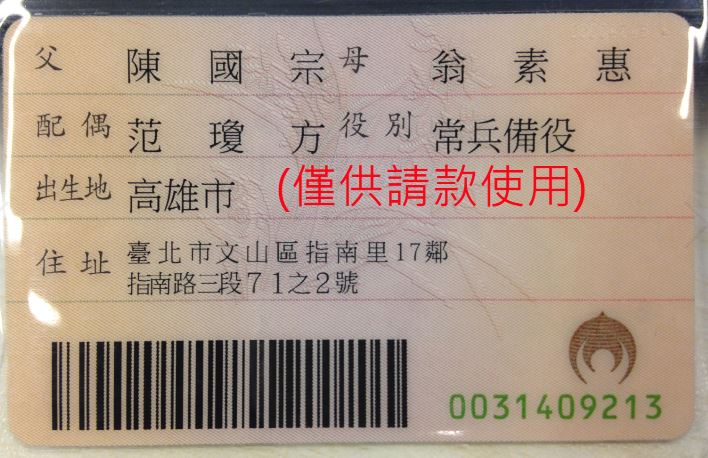 父 陳國宗 母 翁素惠
配偶 范瓊方 役別 常兵備役
出生地 高雄市 (僅供請款使用)
住址 臺北市文山區指南里17鄰
指南路三段71之2號
0031409213